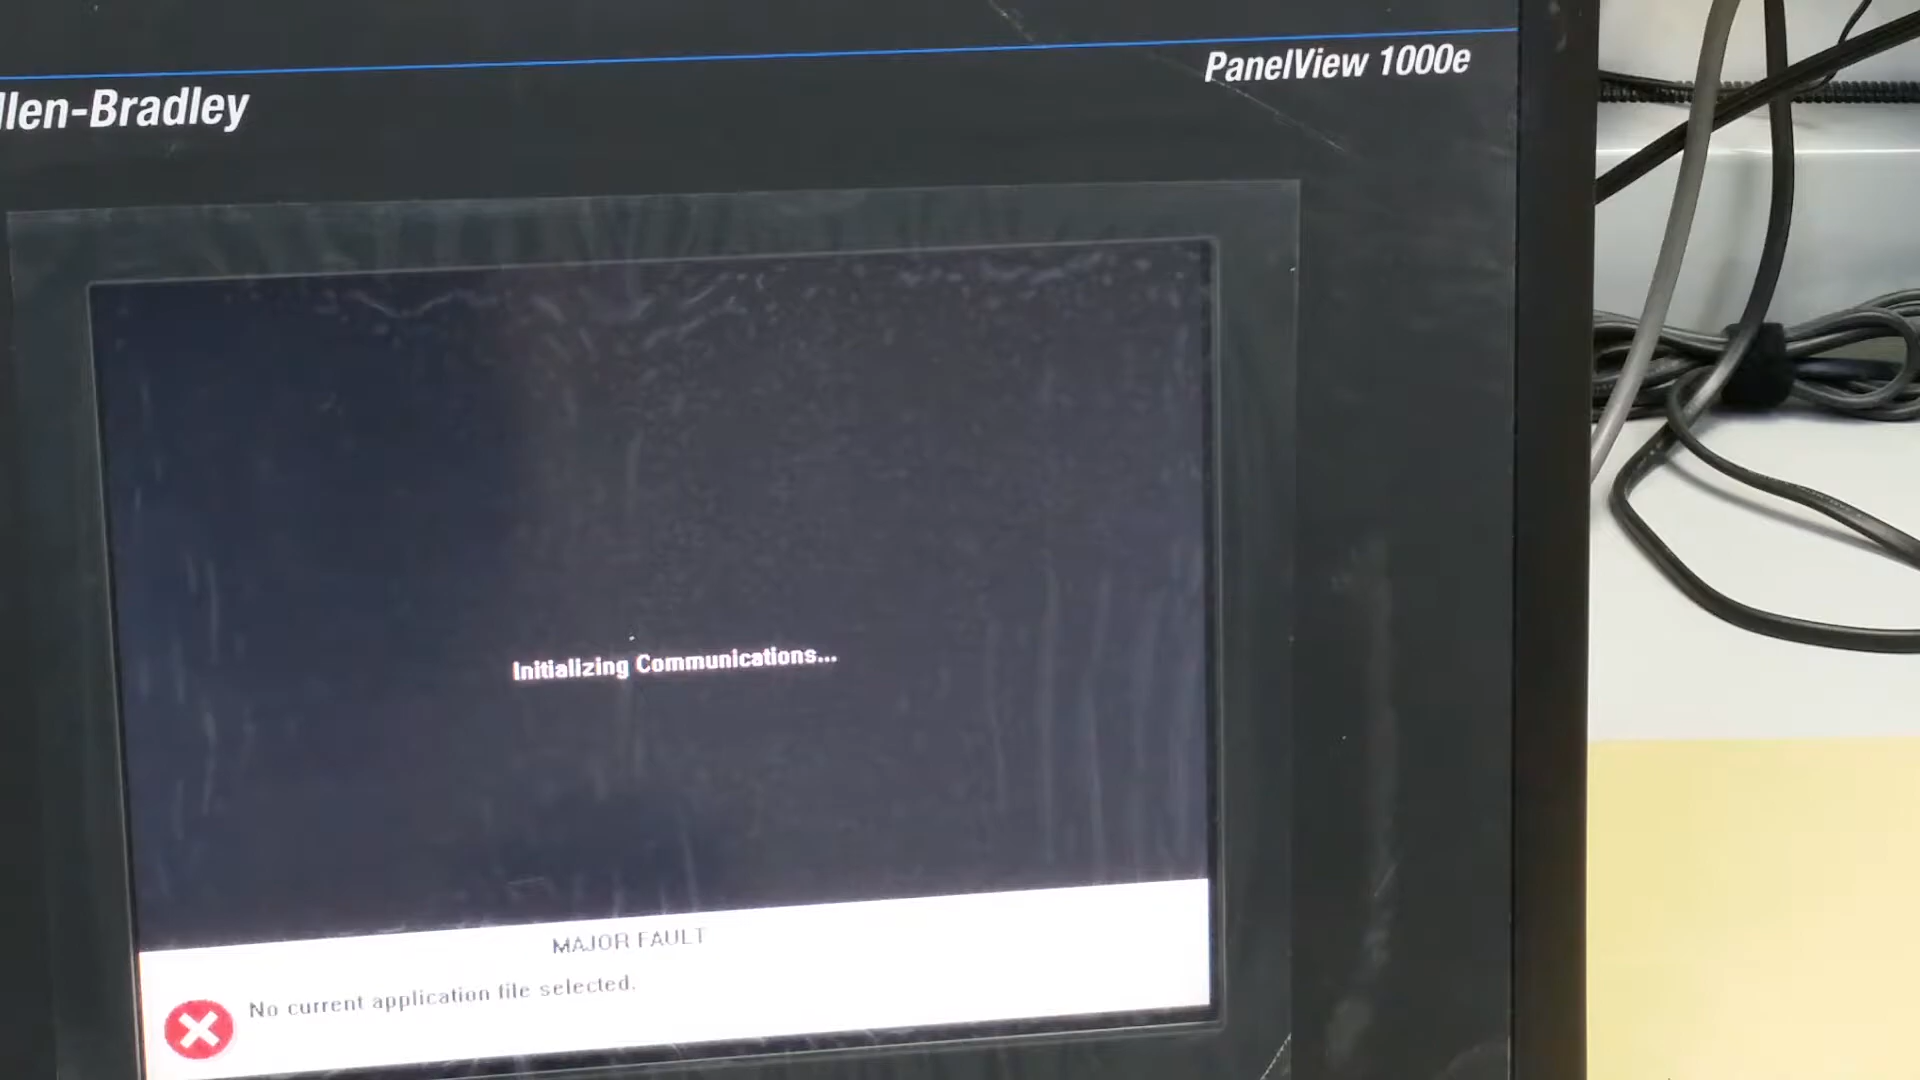 PanelView 1000e
llen-Bradley
Initializing Communications...
MAJOR FAULT
No current application file selected.